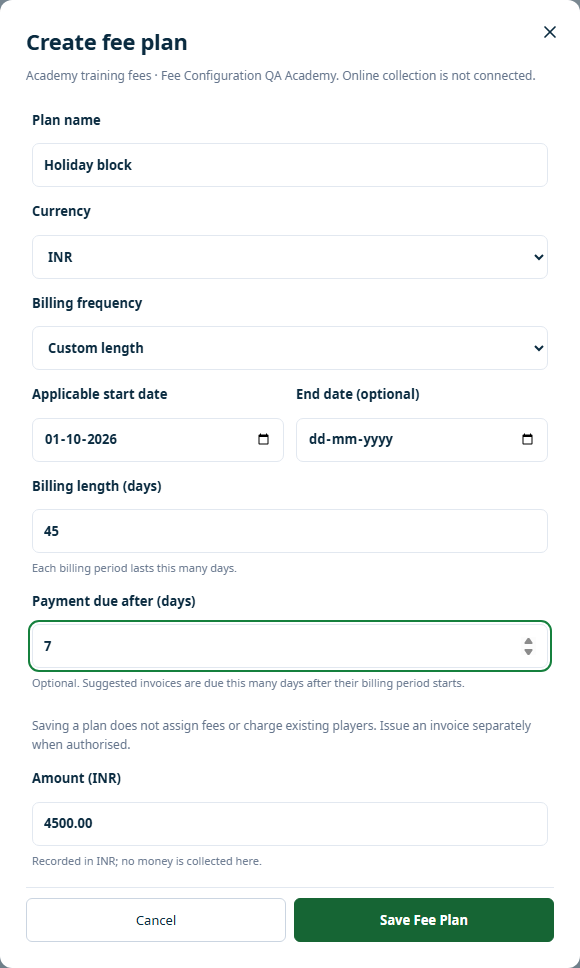 Create fee plan
Academy training fees · Fee Configuration QA Academy. Online collection is not connected.
Plan name
Holiday block
Currency
INR
Billing frequency
Custom length
Applicable start date
End date (optional)
01-10-2026
dd-mm-yyyy
Billing length (days)
45
Each billing period lasts this many days.
Payment due after (days)
7
Optional. Suggested invoices are due this many days after their billing period starts.
Saving a plan does not assign fees or charge existing players. Issue an invoice separately
when authorised.
Amount (INR)
4500.00
Recorded in INR; no money is collected here.
Cancel
Save Fee Plan